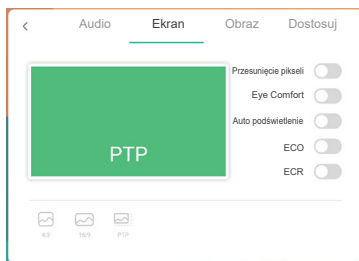 Audio Ekran Obraz Dostosuj
Przesunięcie pikseli
Eye Comfort
Auto podświetlenie
PTP
ECO
ECR
4:3 16:9 PTP